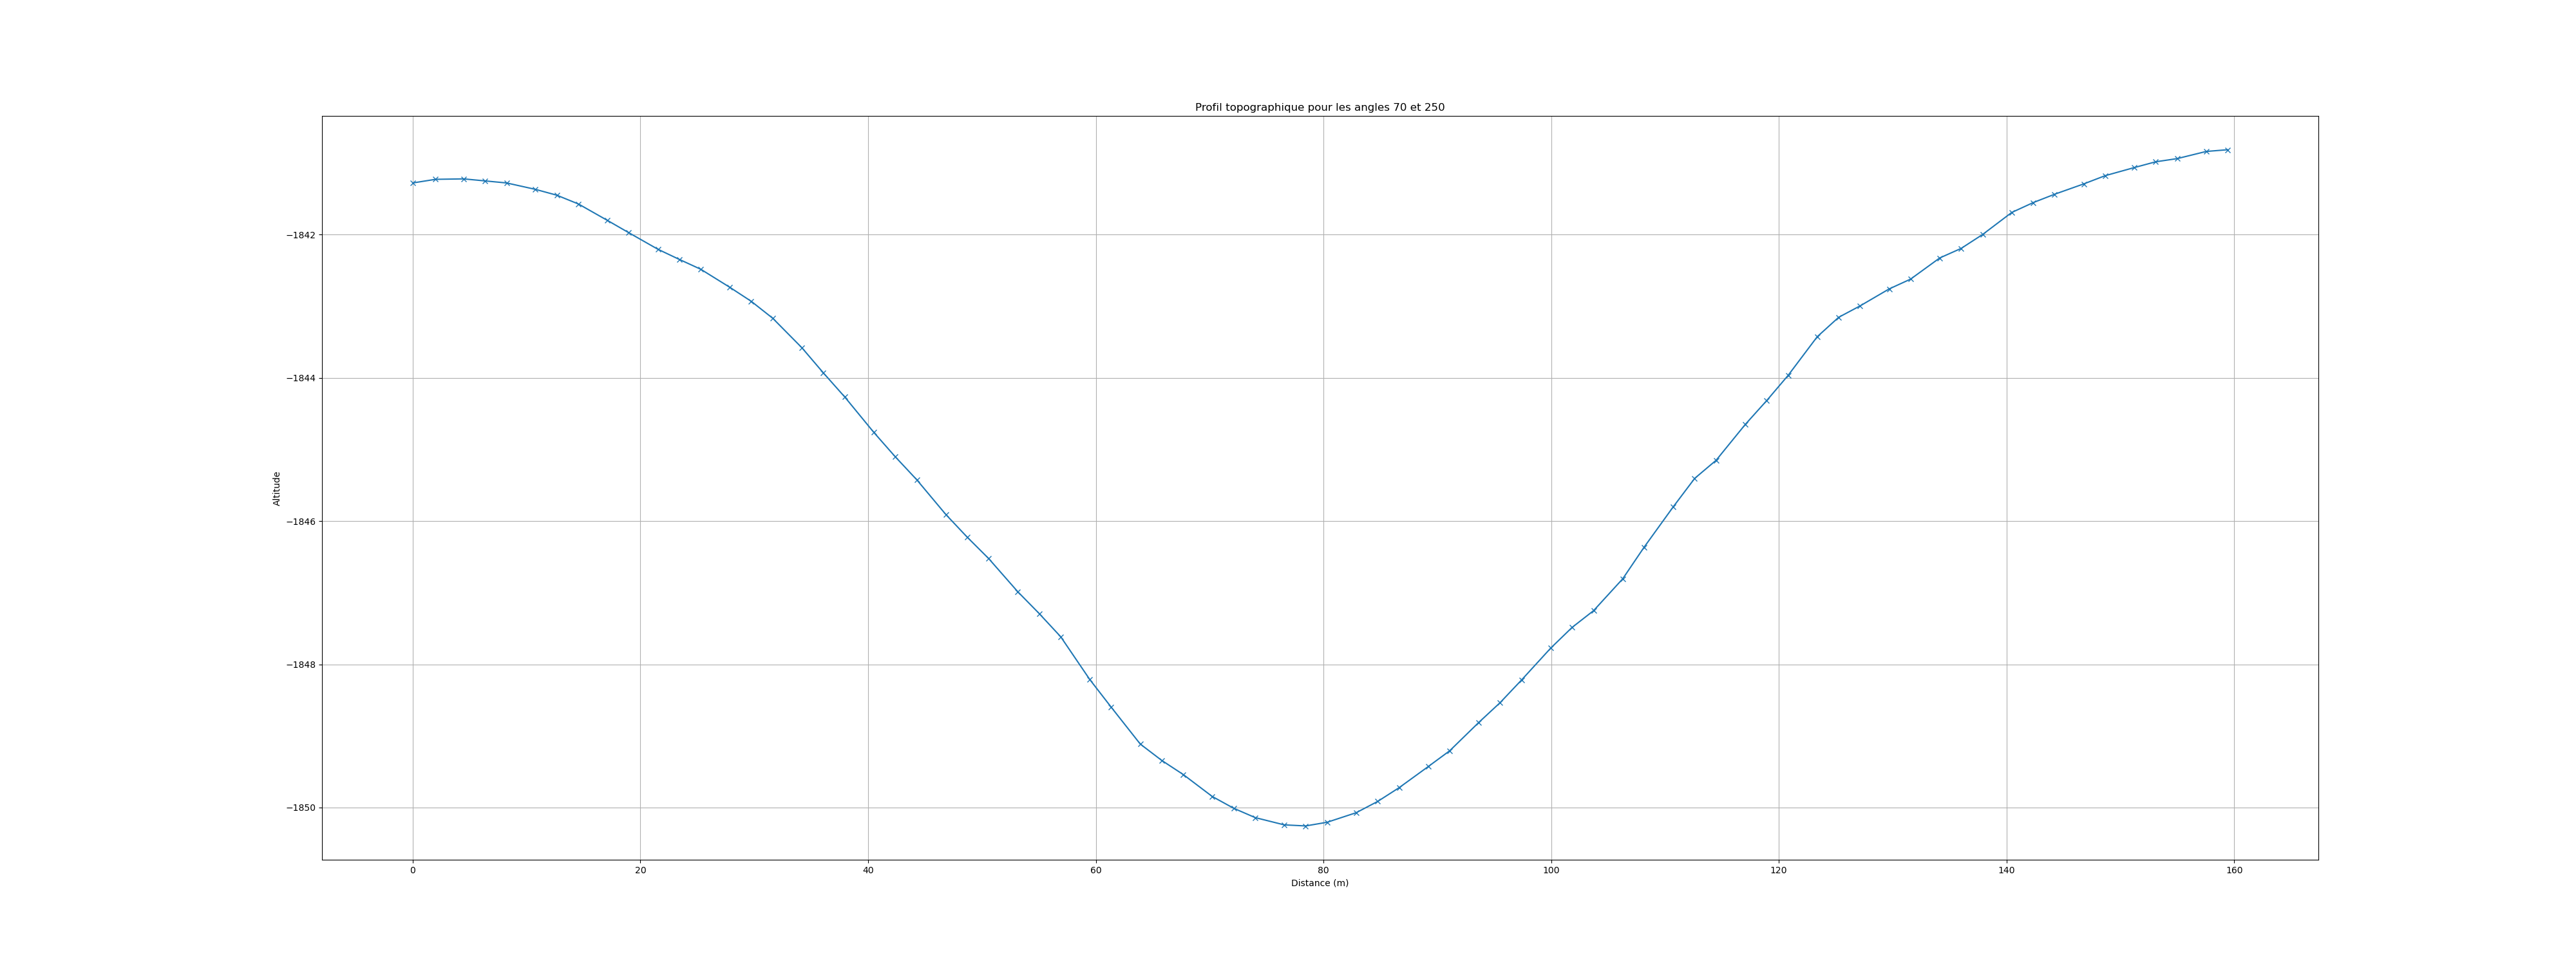 Profil topographique pour les angles 70 et 250
Altitude
−1842
−1844
−1846
−1848
−1850
0 20 40 60 80 100 120 140 160
Distance (m)